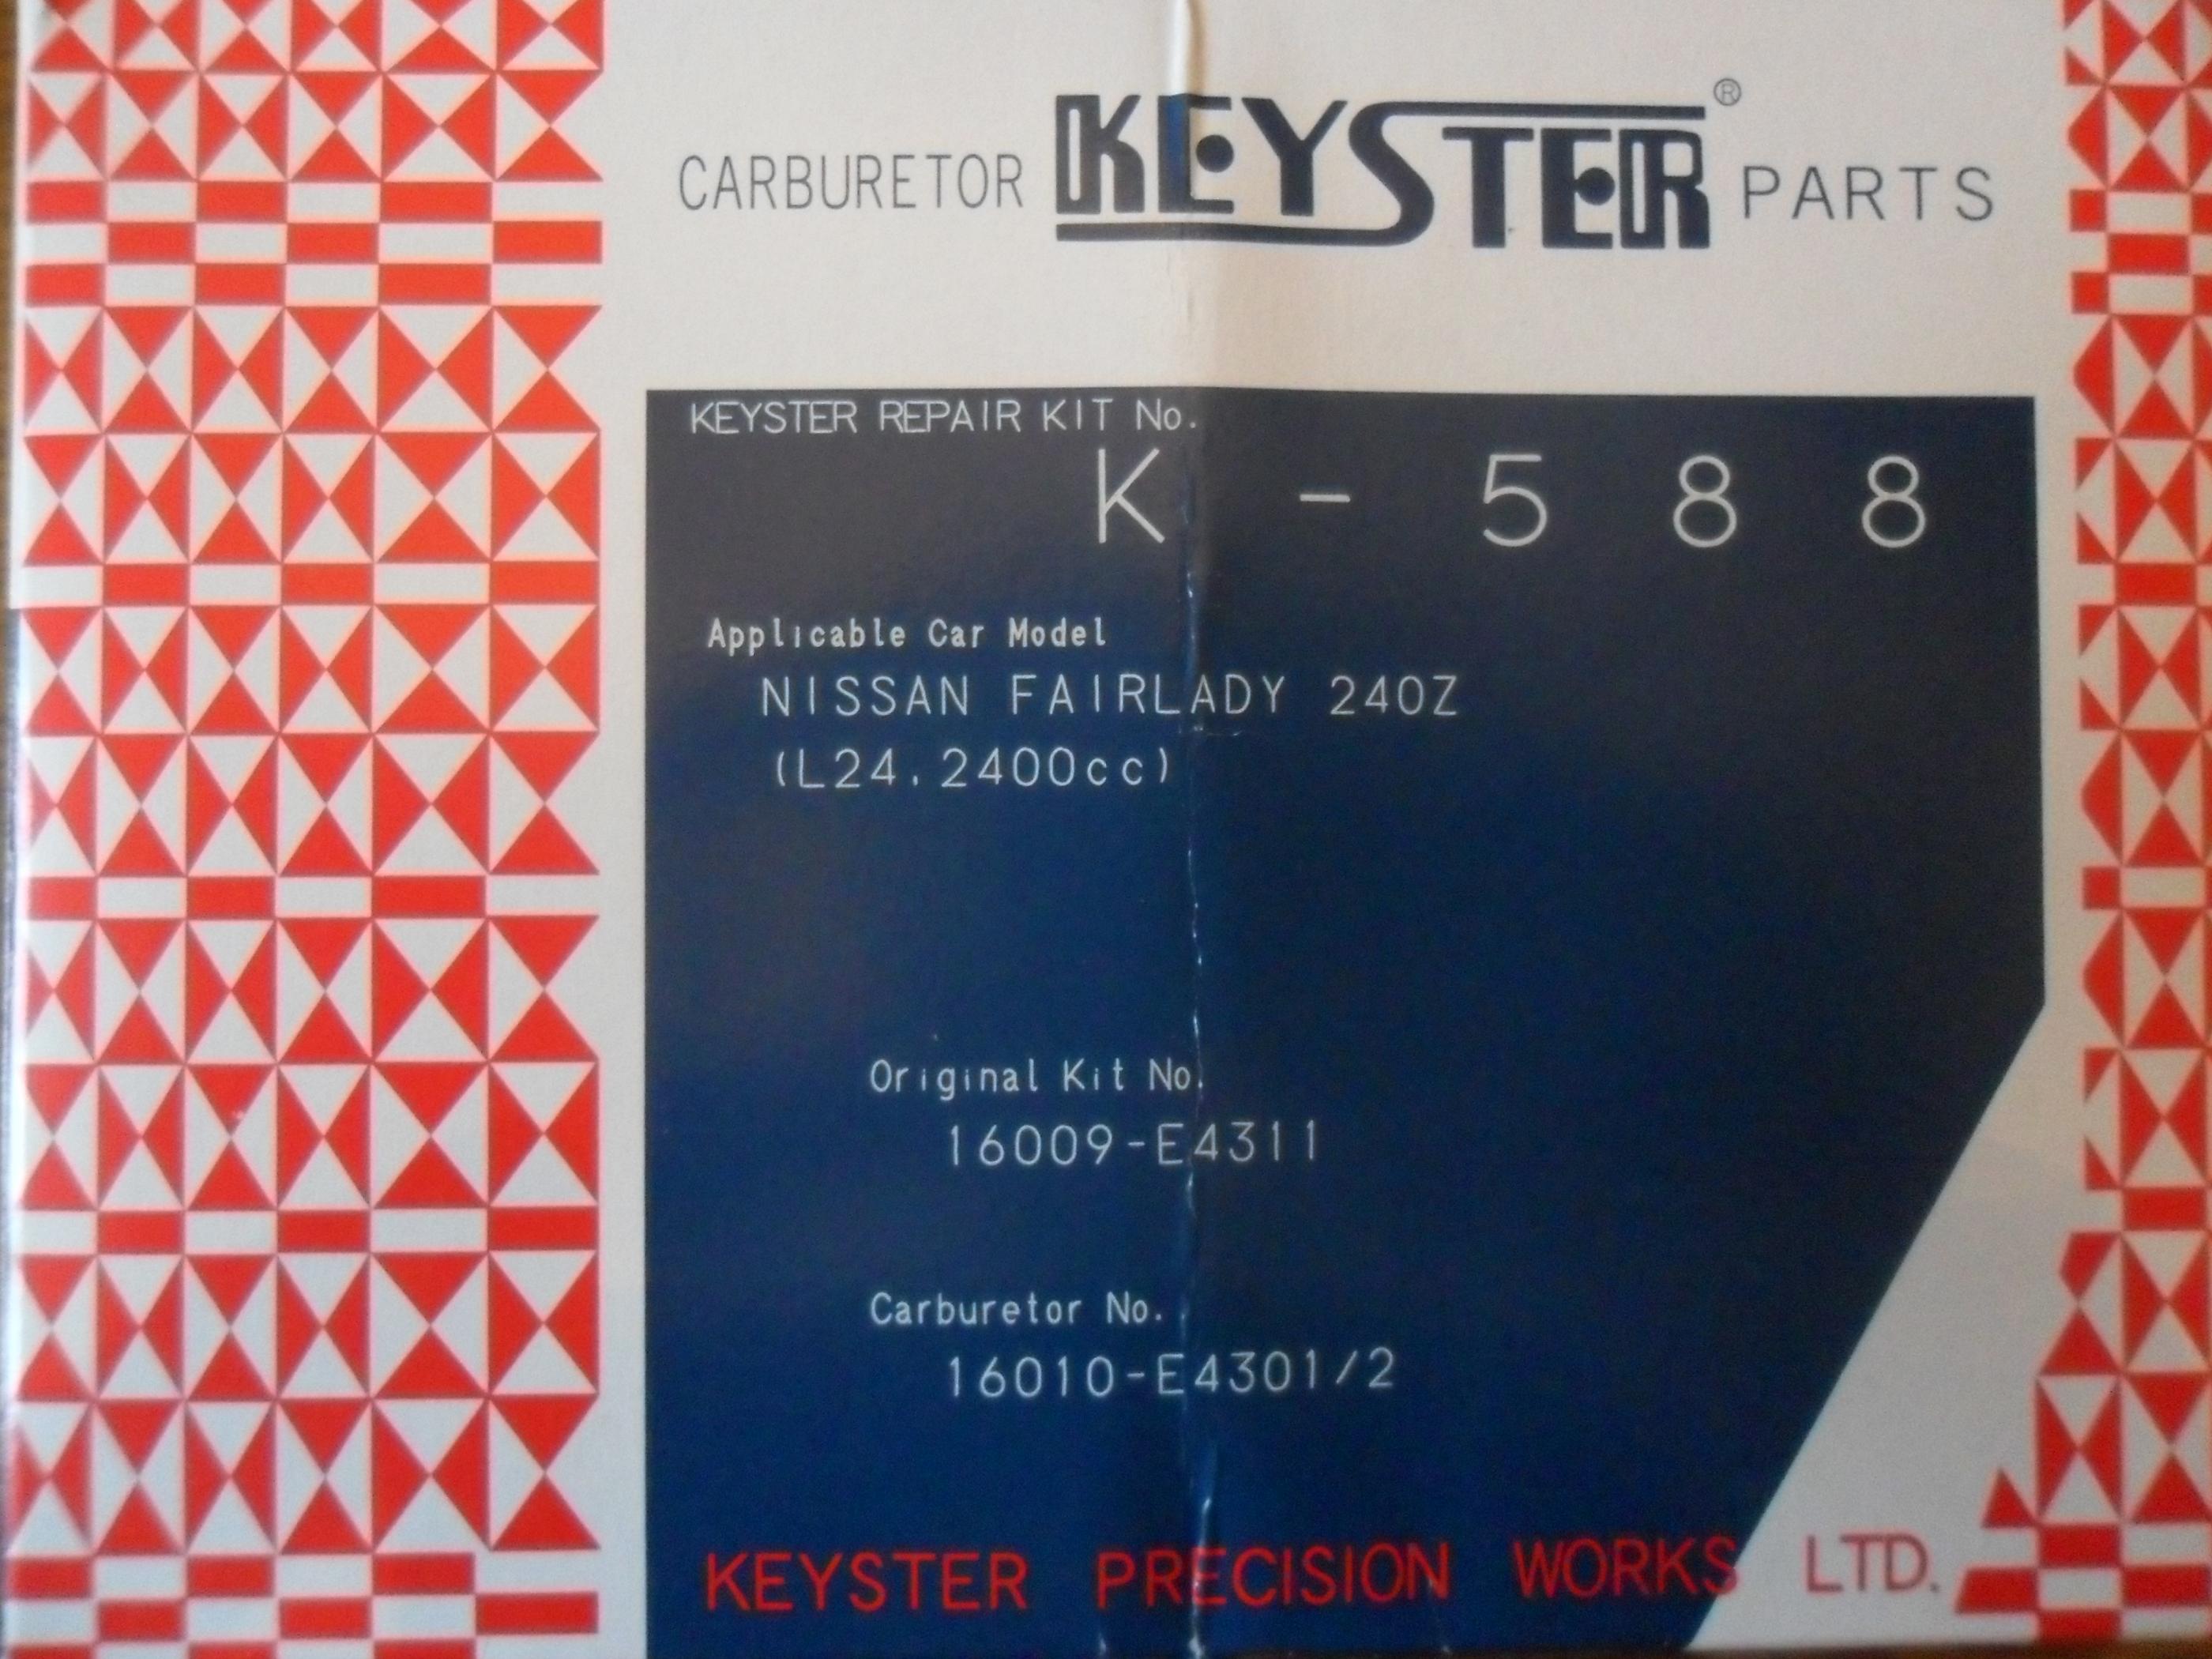 CARBURETOR KEYSTER® PARTS
KEYSTER REPAIR KIT No.
K - 5 8 8
Applicable Car Model
NISSAN FAIRLADY 240Z
(L24.2400cc)
Original Kit No.
16009-E4311
Carburetor No.
16010-E4301/2
KEYSTER PRECISION WORKS LTD.